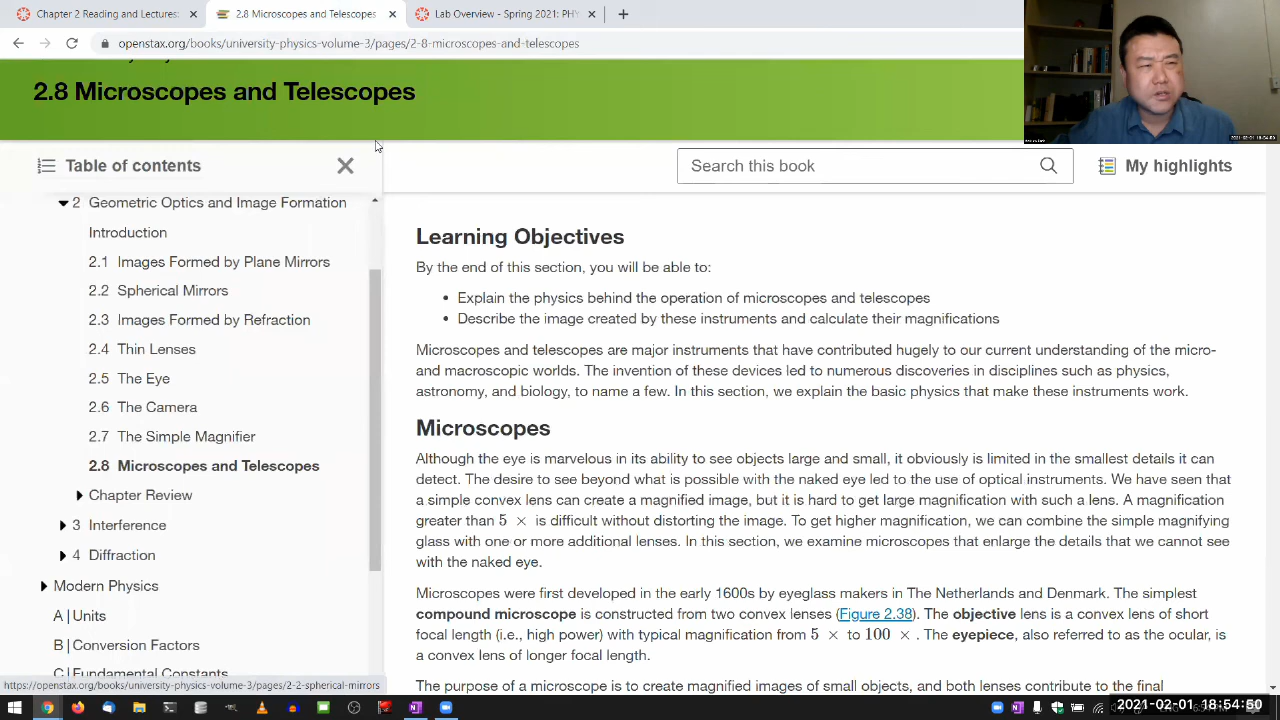 Chapter 2 Reading and Lectures:
2.8 Microscopes and Telescopes
Lab Overview - Spring 2021: PHY
openstax.org/books/university-physics-volume-3/pages/2-8-microscopes-and-telescopes
2.8 Microscopes and Telescopes
Table of contents
Search this book
My highlights
2 Geometric Optics and Image Formation
Introduction
2.1 Images Formed by Plane Mirrors
2.2 Spherical Mirrors
2.3 Images Formed by Refraction
2.4 Thin Lenses
2.5 The Eye
2.6 The Camera
2.7 The Simple Magnifier
2.8 Microscopes and Telescopes
Chapter Review
3 Interference
4 Diffraction
Modern Physics
A | Units
B | Conversion Factors
C | Fundamental Constants
https://openstax.org/books/university-physics-volume-3/pages/2-2-spherical-mirrors
Learning Objectives
By the end of this section, you will be able to:
• Explain the physics behind the operation of microscopes and telescopes
• Describe the image created by these instruments and calculate their magnifications
Microscopes and telescopes are major instruments that have contributed hugely to our current understanding of the micro-
and macroscopic worlds. The invention of these devices led to numerous discoveries in disciplines such as physics,
astronomy, and biology, to name a few. In this section, we explain the basic physics that make these instruments work.
Microscopes
Although the eye is marvelous in its ability to see objects large and small, it obviously is limited in the smallest details it can
detect. The desire to see beyond what is possible with the naked eye led to the use of optical instruments. We have seen that
a simple convex lens can create a magnified image, but it is hard to get large magnification with such a lens. A magnification
greater than 5 × is difficult without distorting the image. To get higher magnification, we can combine the simple magnifying
glass with one or more additional lenses. In this section, we examine microscopes that enlarge the details that we cannot see
with the naked eye.
Microscopes were first developed in the early 1600s by eyeglass makers in The Netherlands and Denmark. The simplest
compound microscope is constructed from two convex lenses (Figure 2.38). The objective lens is a convex lens of short
focal length (i.e., high power) with typical magnification from 5 × to 100 × . The eyepiece, also referred to as the ocular, is
a convex lens of longer focal length.
The purpose of a microscope is to create magnified images of small objects, and both lenses contribute to the final
2021-02-01 18:54:50
2021-02-01 18:54:50